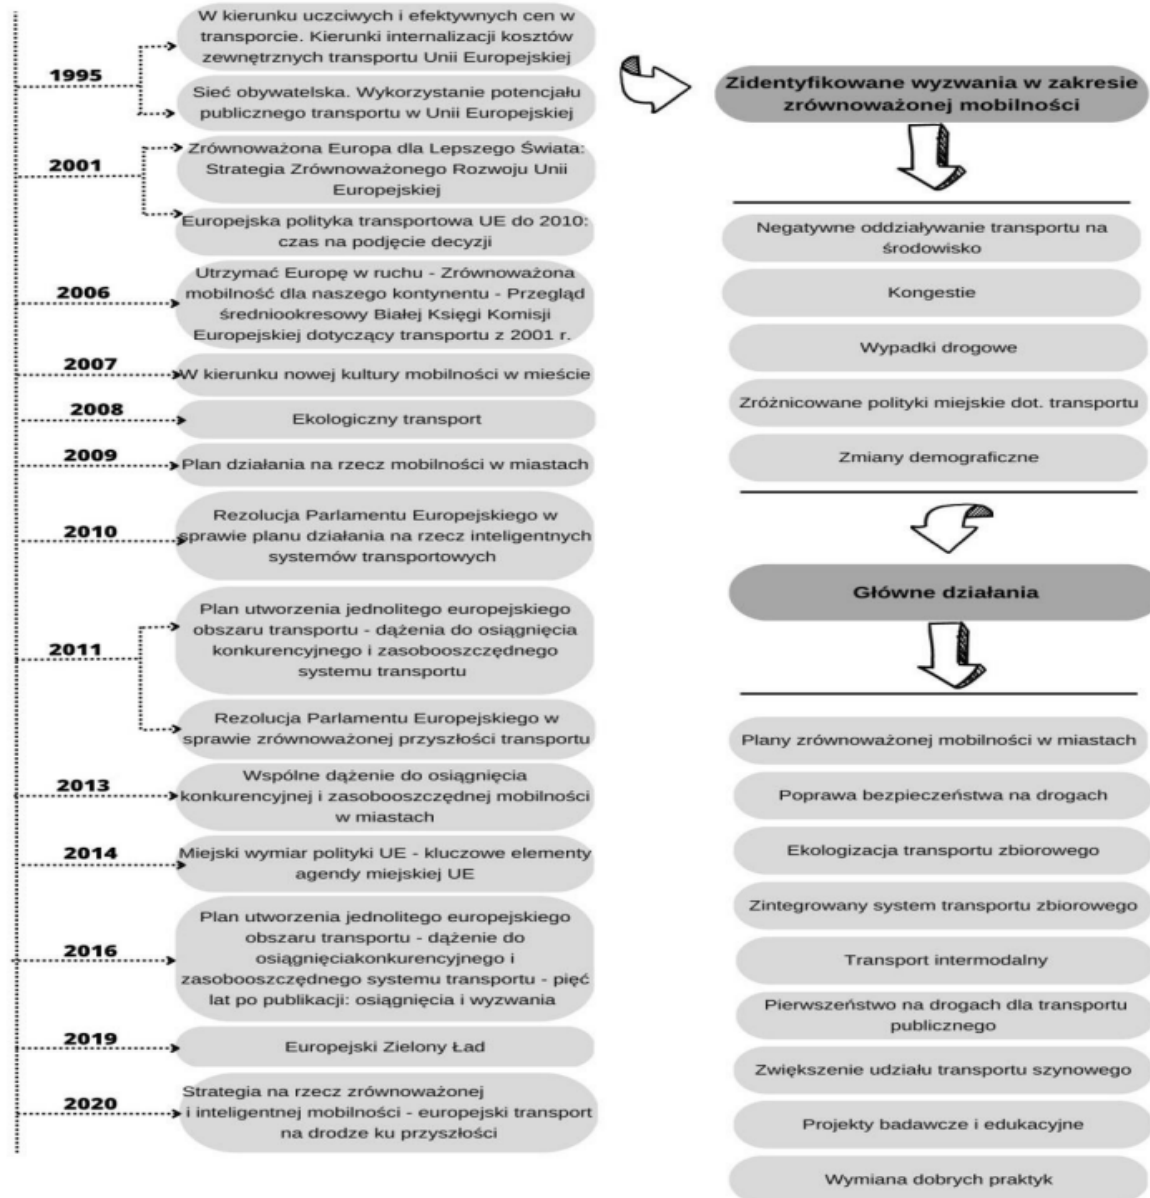 1995
W kierunku uczciwych i efektywnych cen w
transporcie. Kierunki internalizacji kosztów
zewnętrznych transportu Unii Europejskiej
Sieć obywatelska. Wykorzystanie potencjału
publicznego transportu w Unii Europejskiej
2001
Zrównoważona Europa dla Lepszego Świata:
Strategia Zrównoważonego Rozwoju Unii
Europejskiej
Europejska polityka transportowa UE do 2010:
czas na podjęcie decyzji
2006
Utrzymać Europę w ruchu - Zrównoważona
mobilność dla naszego kontynentu - Przegląd
średniookresowy Białej Księgi Komisji
Europejskiej dotyczący transportu z 2001 r.
2007
W kierunku nowej kultury mobilności w mieście
2008
Ekologiczny transport
2009
Plan działania na rzecz mobilności w miastach
2010
Rezolucja Parlamentu Europejskiego w
sprawie planu działania na rzecz inteligentnych
systemów transportowych
2011
Plan utworzenia jednolitego europejskiego
obszaru transportu - dążenia do osiągnięcia
konkurencyjnego i zasobooszczędnego
systemu transportu
Rezolucja Parlamentu Europejskiego w
sprawie zrównoważonej przyszłości transportu
2013
Wspólne dążenie do osiągnięcia
konkurencyjnej i zasobooszczędnej mobilności
w miastach
2014
Miejski wymiar polityki UE - kluczowe elementy
agendy miejskiej UE
2016
Plan utworzenia jednolitego europejskiego
obszaru transportu - dążenie do
osiągnięciakonkurencyjnego i
zasobooszczędnego systemu transportu - pięć
lat po publikacji: osiągnięcia i wyzwania
2019
Europejski Zielony Ład
2020
Strategia na rzecz zrównoważonej
i inteligentnej mobilności - europejski transport
na drodze ku przyszłości
Zidentyfikowane wyzwania w zakresie
zrównoważonej mobilności
Negatywne oddziaływanie transportu na
środowisko
Kongestie
Wypadki drogowe
Zróżnicowane polityki miejskie dot. transportu
Zmiany demograficzne
Główne działania
Plany zrównoważonej mobilności w miastach
Poprawa bezpieczeństwa na drogach
Ekologizacja transportu zbiorowego
Zintegrowany system transportu zbiorowego
Transport intermodalny
Pierwszeństwo na drogach dla transportu
publicznego
Zwiększenie udziału transportu szynowego
Projekty badawcze i edukacyjne
Wymiana dobrych praktyk